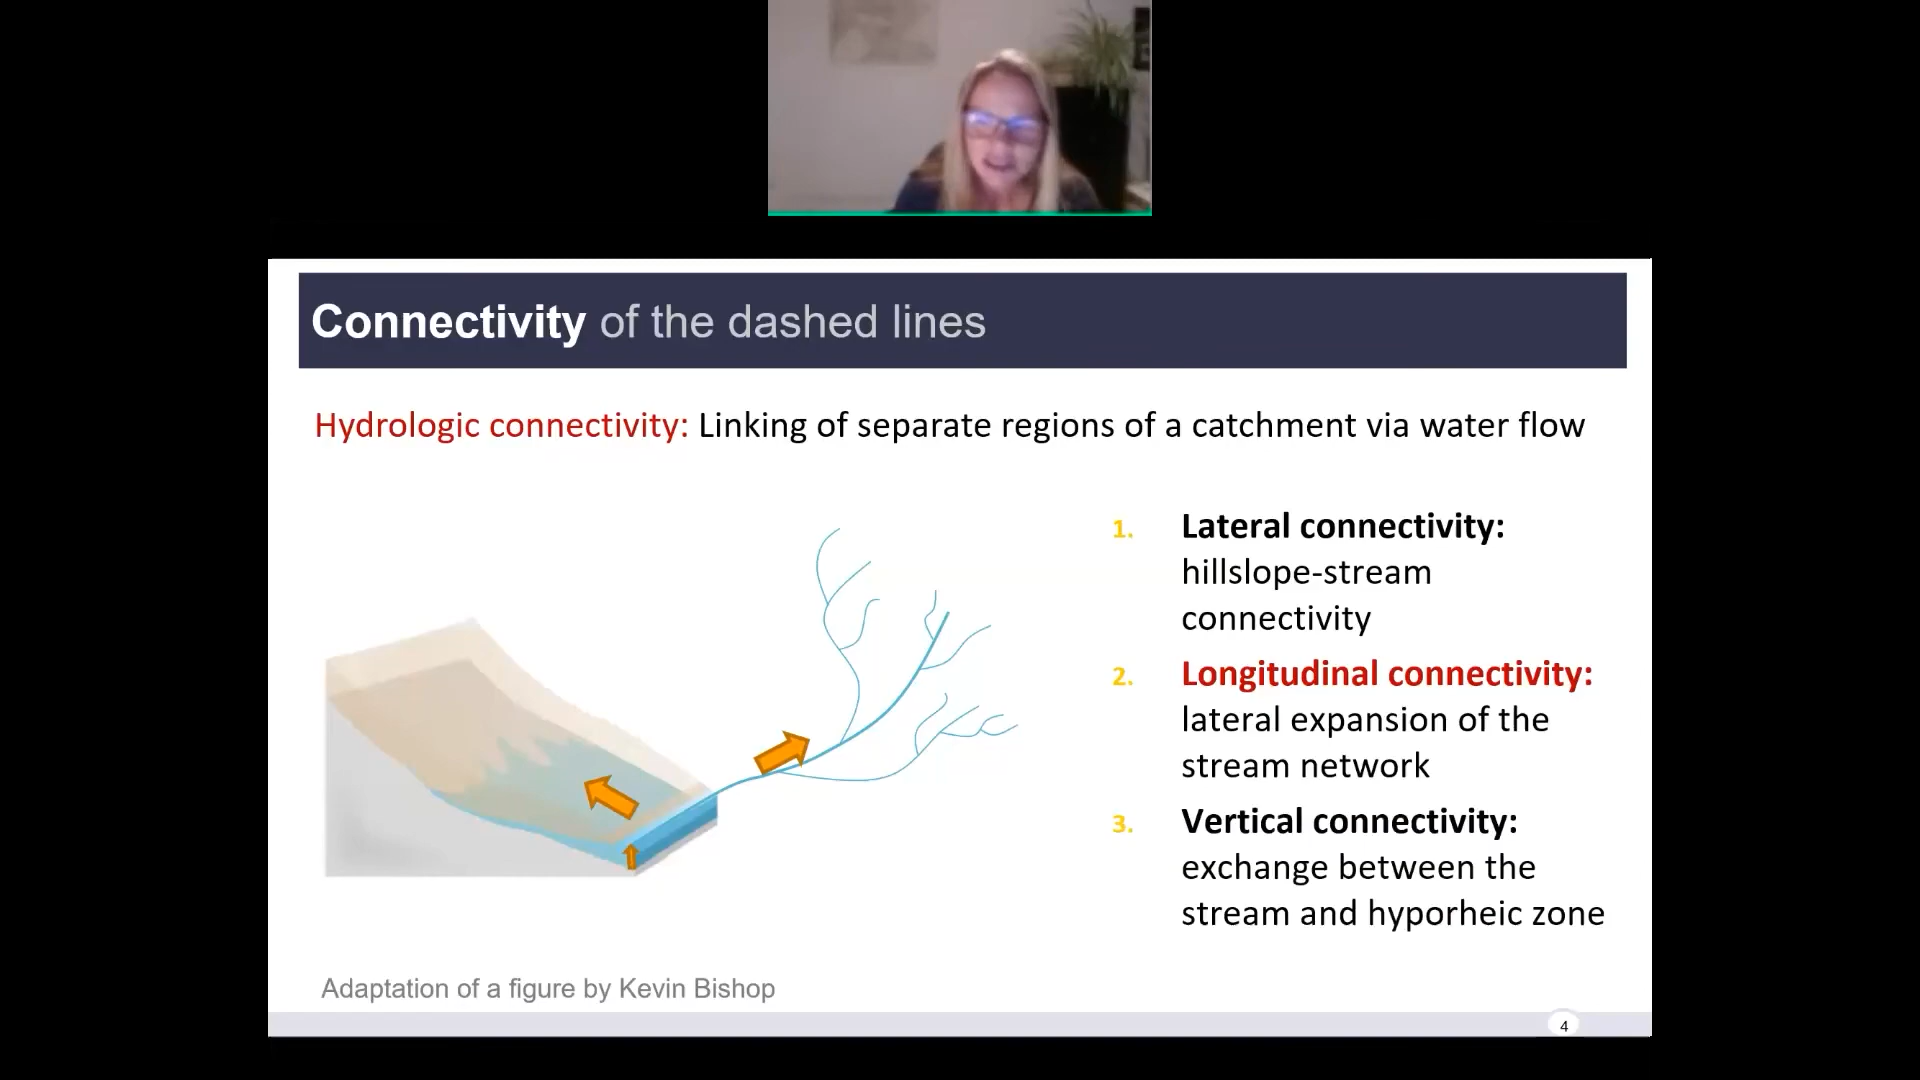 Connectivity of the dashed lines
Hydrologic connectivity: Linking of separate regions of a catchment via water flow
1. Lateral connectivity:
hillslope-stream
connectivity
2. Longitudinal connectivity:
lateral expansion of the
stream network
3. Vertical connectivity:
exchange between the
stream and hyporheic zone
Adaptation of a figure by Kevin Bishop
4